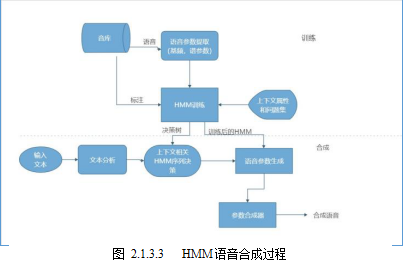 音库
语音
语音参数提取
(基频、谱参数)
训练
标注
HMM训练
上下文属性
和问题集
决策树
训练后的HMM
合成
输入
文本
文本分析
上下文相关
HMM序列决
策
语音参数生成
参数合成器
合成语音
图 2.1.3.3 HMM语音合成过程